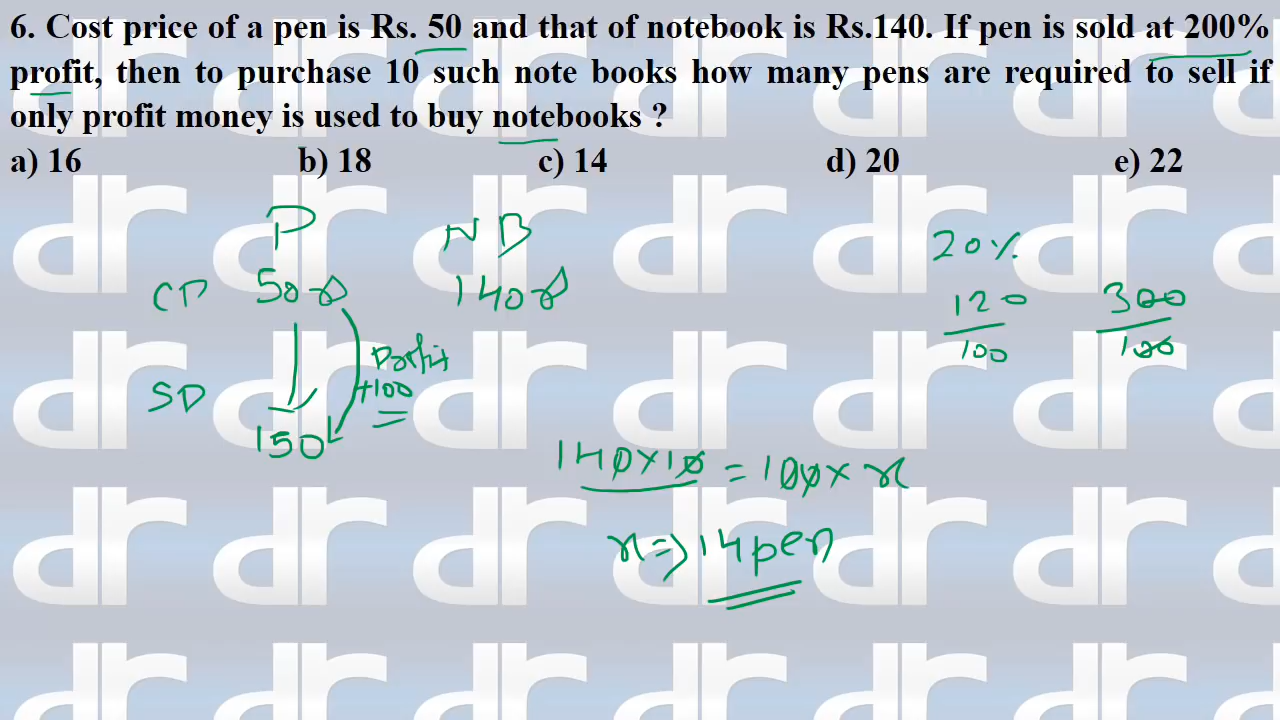 6. Cost price of a pen is Rs. 50 and that of notebook is Rs.140. If pen is sold at 200%
profit, then to purchase 10 such note books how many pens are required to sell if
only profit money is used to buy notebooks ?
a) 16 b) 18 c) 14 d) 20 e) 22
P NB
20%
CP 50 140
120/100 300/100
Profit
+100
SP
150
140×10 = 100×x
x => 14 pen
dr